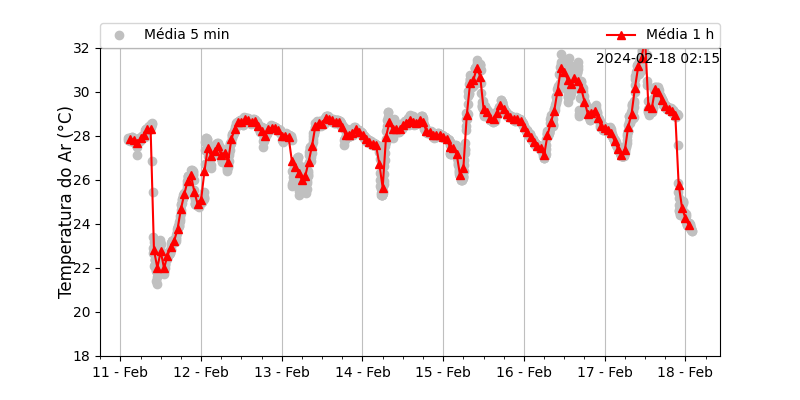 Média 5 min
Média 1 h
2024-02-18 02:15
Temperatura do Ar (°C)
32
30
28
26
24
22
20
18
11 - Feb
12 - Feb
13 - Feb
14 - Feb
15 - Feb
16 - Feb
17 - Feb
18 - Feb